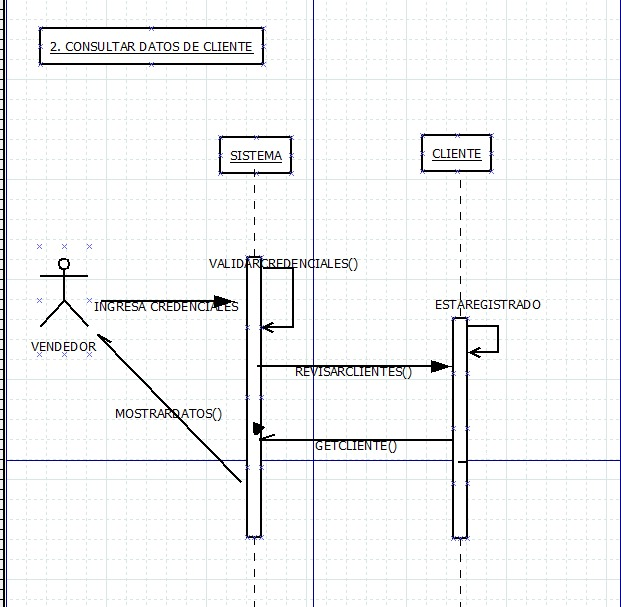 2. CONSULTAR DATOS DE CLIENTE
SISTEMA
CLIENTE
VALIDARCREDENCIALES()
INGRESA CREDENCIALES
ESTAREGISTRADO
VENDEDOR
REVISARCLIENTES()
MOSTRARDATOS()
GETCLIENTE()